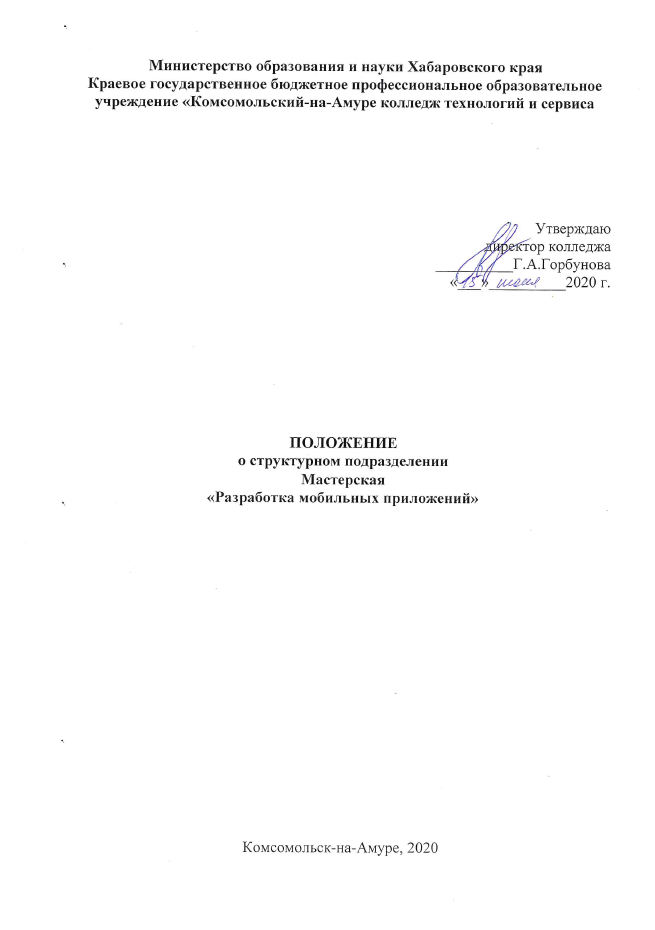 Министерство образования и науки Хабаровского края
Краевое государственное бюджетное профессиональное образовательное
учреждение «Комсомольский-на-Амуре колледж технологий и сервиса
Утверждаю
директор колледжа
__________Г.А.Горбунова
«15» июня 2020 г.
ПОЛОЖЕНИЕ
о структурном подразделении
Мастерская
«Разработка мобильных приложений»
Комсомольск-на-Амуре, 2020